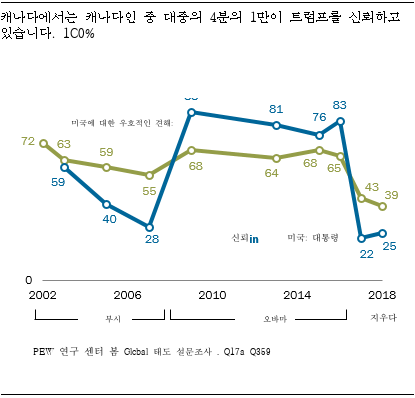 캐나다에서는 캐나다인 중 대중의 4분의 1만이 트럼프를 신뢰하고
있습니다. 1C0%
미국에 대한 우호적인 견해:
81
83
76
72
63
59
68
68
65
64
59
55
43
39
40
28
신뢰in 미국: 대통령
22
25
0
2002 2006 2010 2014 2018
부시 오바마 지우다
PEW 연구 센터 봄 Global 태도 설문조사 . Q17a Q359